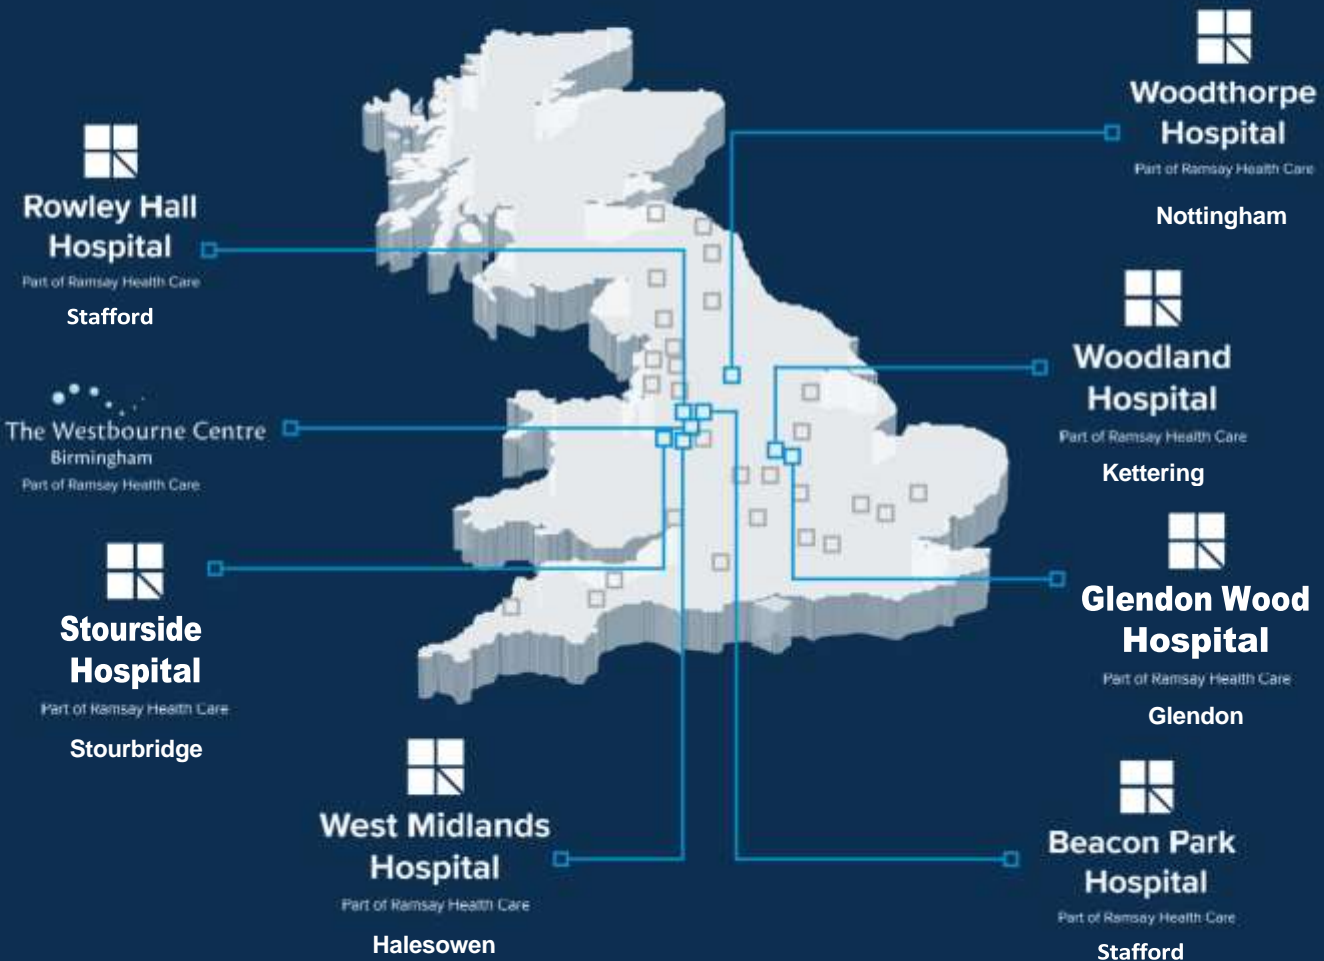 Woodthorpe
Hospital
Part of Ramsay Health Care
Nottingham
Rowley Hall
Hospital
Part of Ramsay Health Care
Stafford
Woodland
Hospital
Part of Ramsay Health Care
Kettering
The Westbourne Centre
Birmingham
Part of Ramsay Health Care
Glendon Wood
Hospital
Part of Ramsay Health Care
Glendon
Stourside
Hospital
Part of Ramsay Health Care
Stourbridge
West Midlands
Hospital
Part of Ramsay Health Care
Halesowen
Beacon Park
Hospital
Part of Ramsay Health Care
Stafford